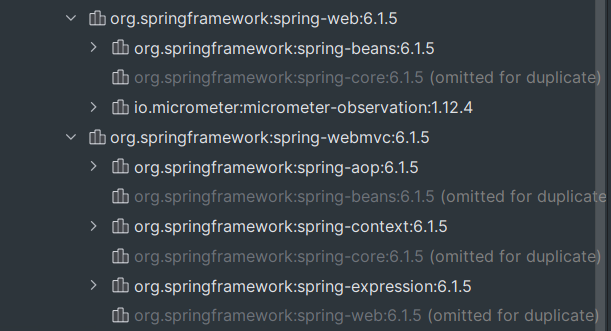 org.springframework:spring-web:6.1.5
org.springframework:spring-beans:6.1.5
org.springframework:spring-core:6.1.5 (omitted for duplicate)
io.micrometer:micrometer-observation:1.12.4
org.springframework:spring-webmvc:6.1.5
org.springframework:spring-aop:6.1.5
org.springframework:spring-beans:6.1.5 (omitted for duplicate
org.springframework:spring-context:6.1.5
org.springframework:spring-core:6.1.5 (omitted for duplicate)
org.springframework:spring-expression:6.1.5
org.springframework:spring-web:6.1.5 (omitted for duplicate)